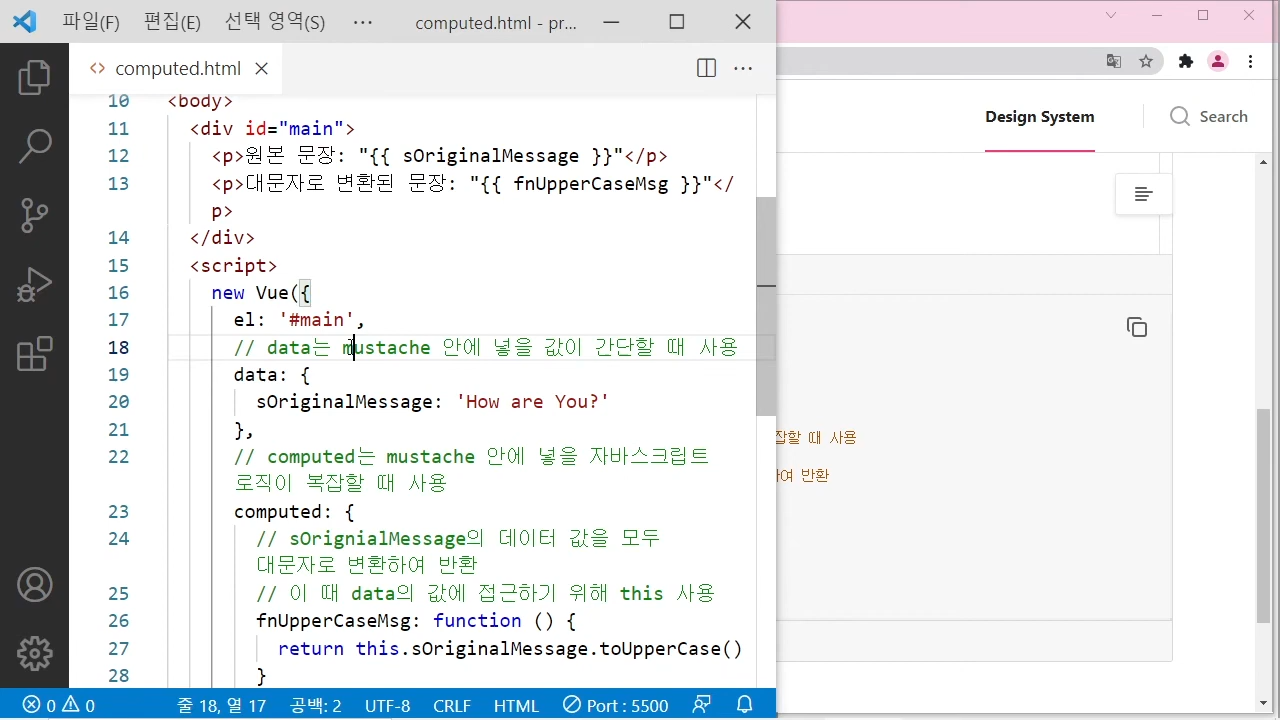 파일(F) 편집(E) 선택 영역(S) ··· computed.html - pr...
computed.html
Design System
Search
10 <body>
11 <div id="main">
12 <p>원본 문장: "{{ sOriginalMessage }}"</p>
13 <p>대문자로 변환된 문장: "{{ fnUpperCaseMsg }}"</
p>
14 </div>
15 <script>
16 new Vue({
17 el: '#main',
18 // data는 mustache 안에 넣을 값이 간단할 때 사용
19 data: {
20 sOriginalMessage: 'How are You?'
21 },
22 // computed는 mustache 안에 넣을 자바스크립트
로직이 복잡할 때 사용
23 computed: {
24 // sOrignialMessage의 데이터 값을 모두
대문자로 변환하여 반환
25 // 이 때 data의 값에 접근하기 위해 this 사용
26 fnUpperCaseMsg: function () {
27 return this.sOriginalMessage.toUpperCase()
28 }
잡할 때 사용
하여 반환
0 0 줄 18, 열 17 공백: 2 UTF-8 CRLF HTML Port : 5500